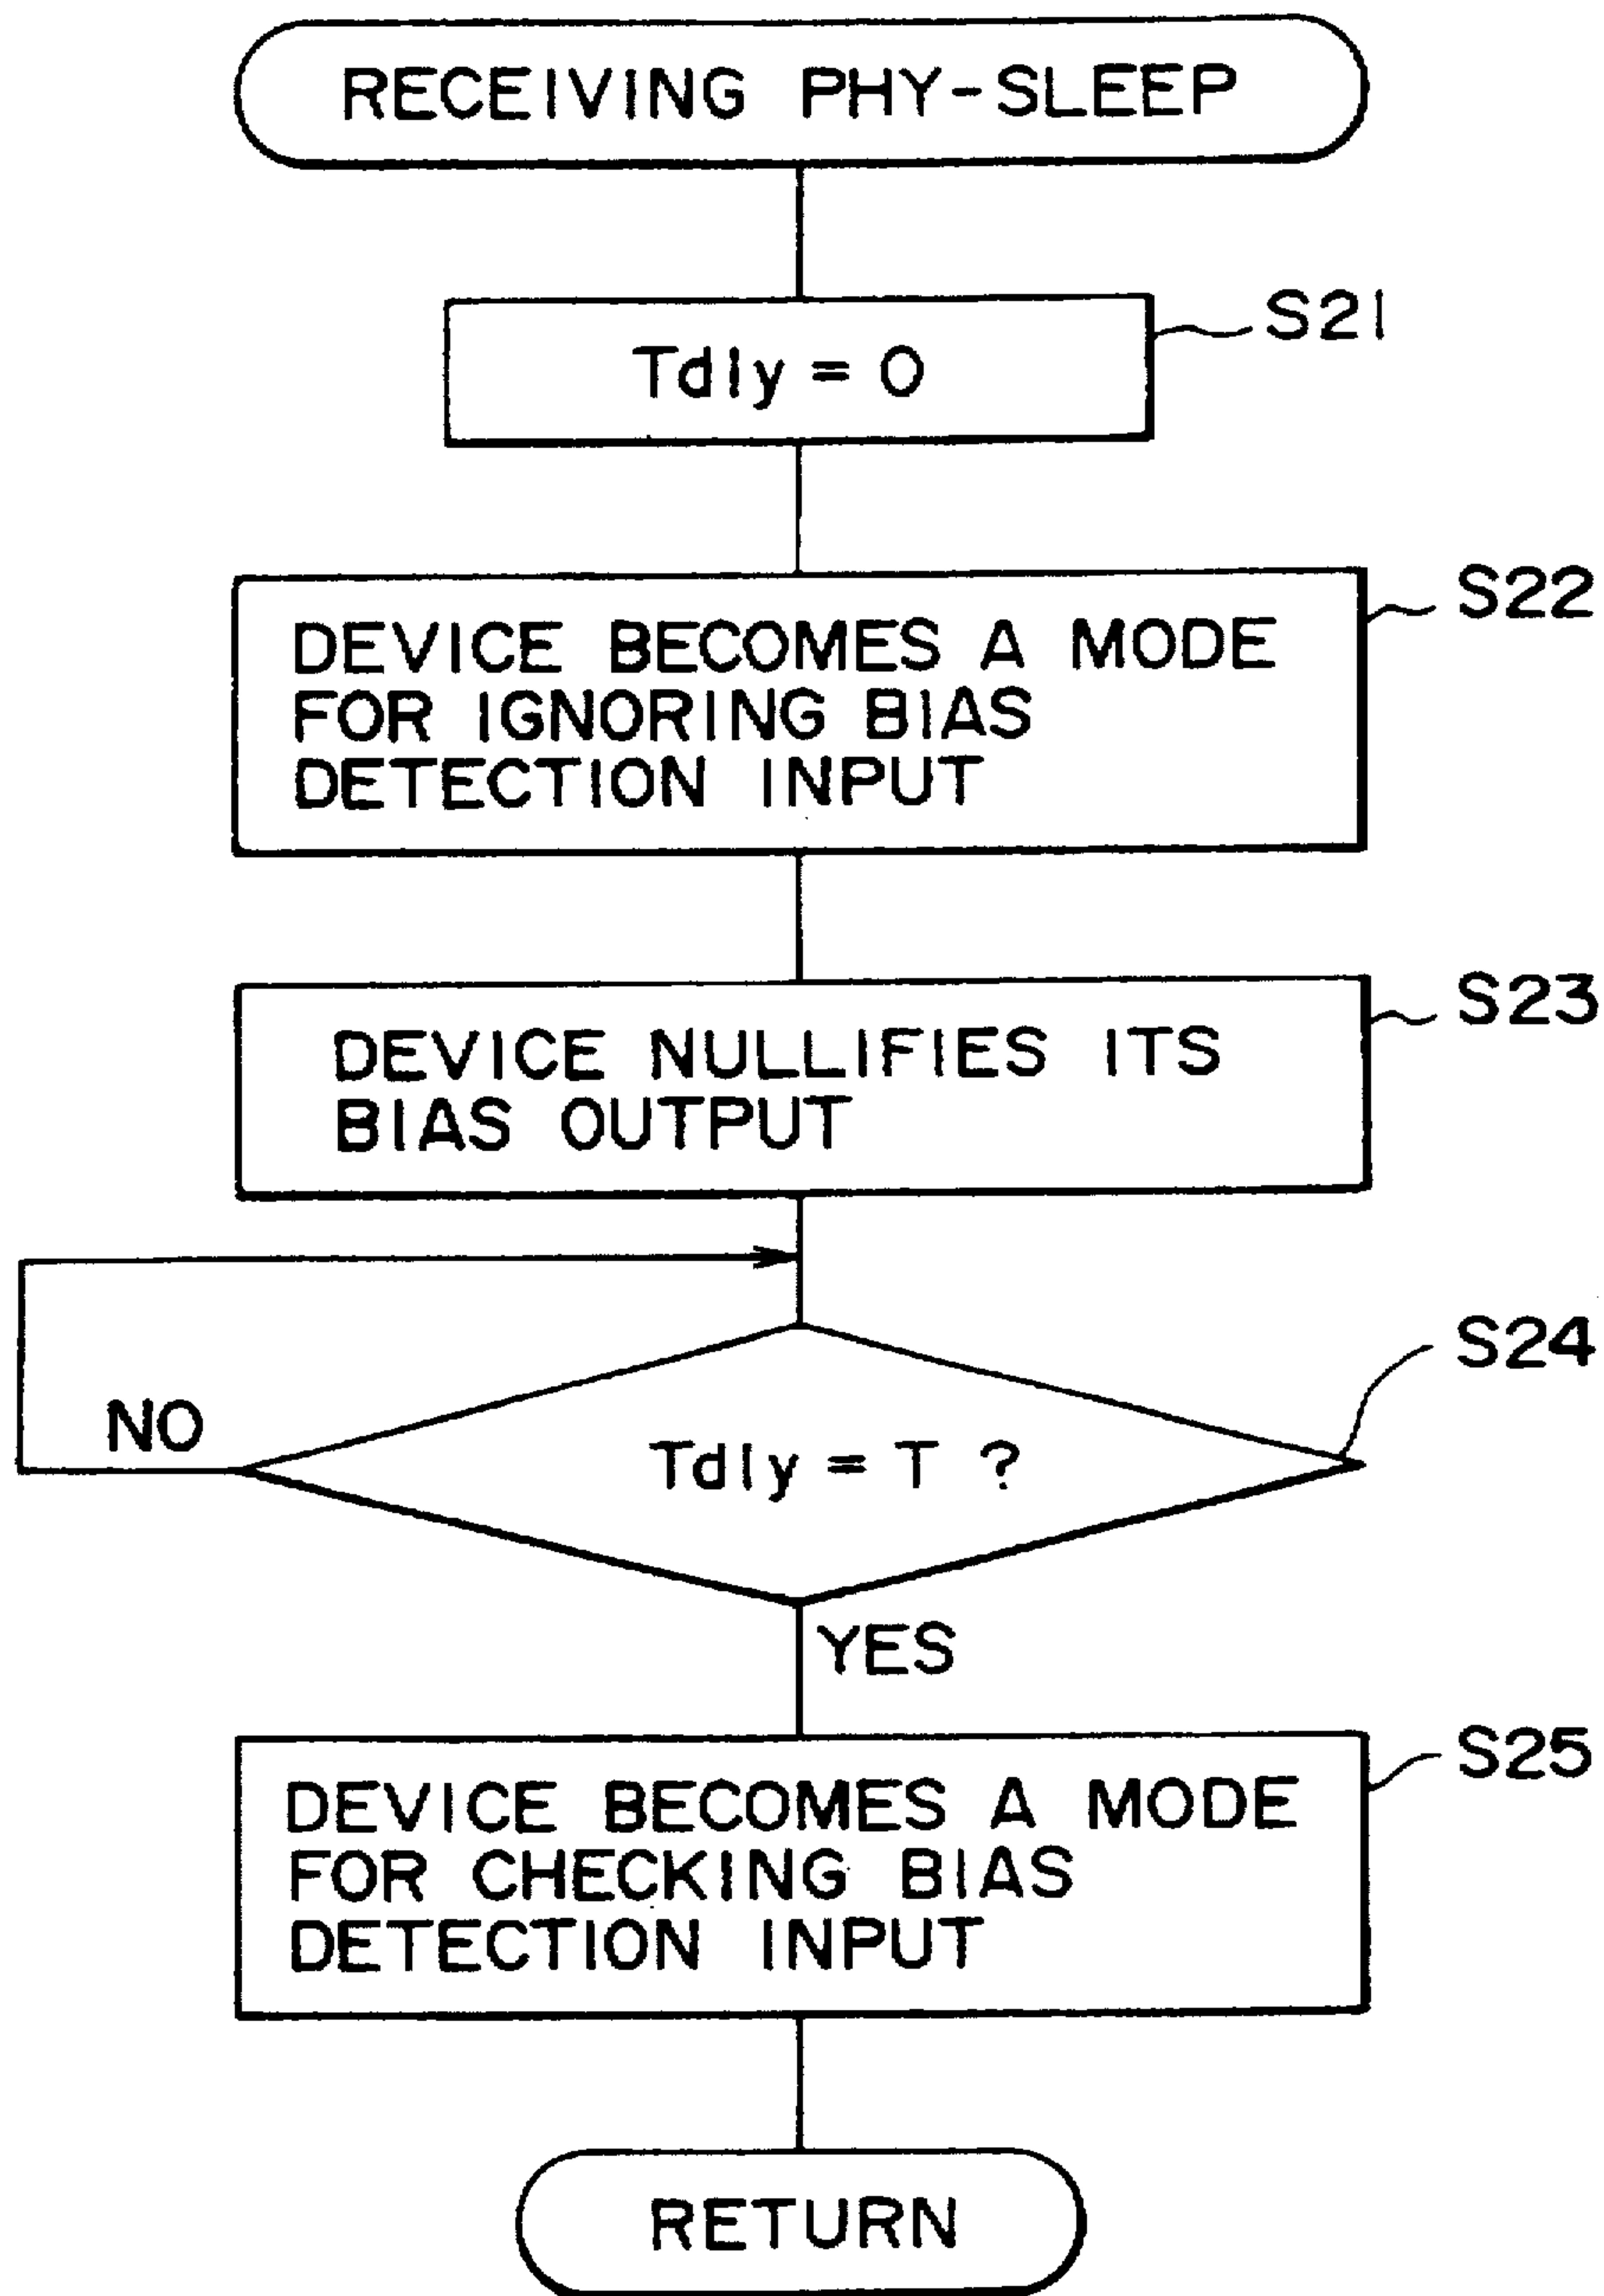 RECEIVING PHY-SLEEP
S21
Tdly = 0
S22
DEVICE BECOMES A MODE
FOR IGNORING BIAS
DETECTION INPUT
S23
DEVICE NULLIFIES ITS
BIAS OUTPUT
S24
NO
Tdly = T ?
YES
S25
DEVICE BECOMES A MODE
FOR CHECKING BIAS
DETECTION INPUT
RETURN